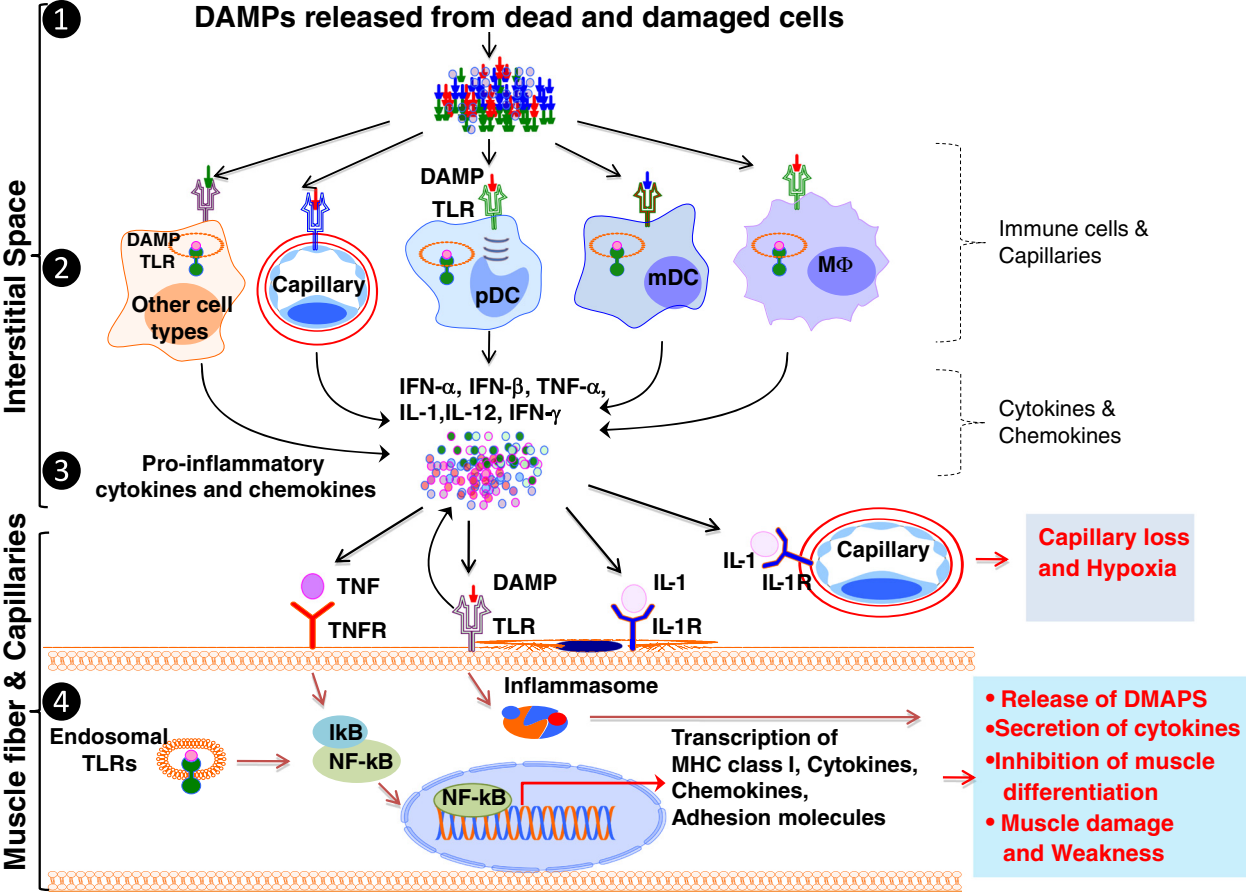 1
DAMPs released from dead and damaged cells
Interstitial Space
2
DAMP
TLR
DAMP
TLR
Other cell
types
Capillary
pDC
mDC
MΦ
Immune cells &
Capillaries
IFN-α, IFN-β, TNF-α,
IL-1,IL-12, IFN-γ
Cytokines &
Chemokines
3
Pro-inflammatory
cytokines and chemokines
Muscle fiber & Capillaries
TNF
TNFR
DAMP
TLR
IL-1
IL-1R
IL-1
IL-1R
Capillary
Capillary loss
and Hypoxia
4
Endosomal
TLRs
IkB
NF-kB
Inflammasome
NF-kB
Transcription of
MHC class I, Cytokines,
Chemokines,
Adhesion molecules
• Release of DMAPS
•Secretion of cytokines
•Inhibition of muscle
differentiation
• Muscle damage
and Weakness